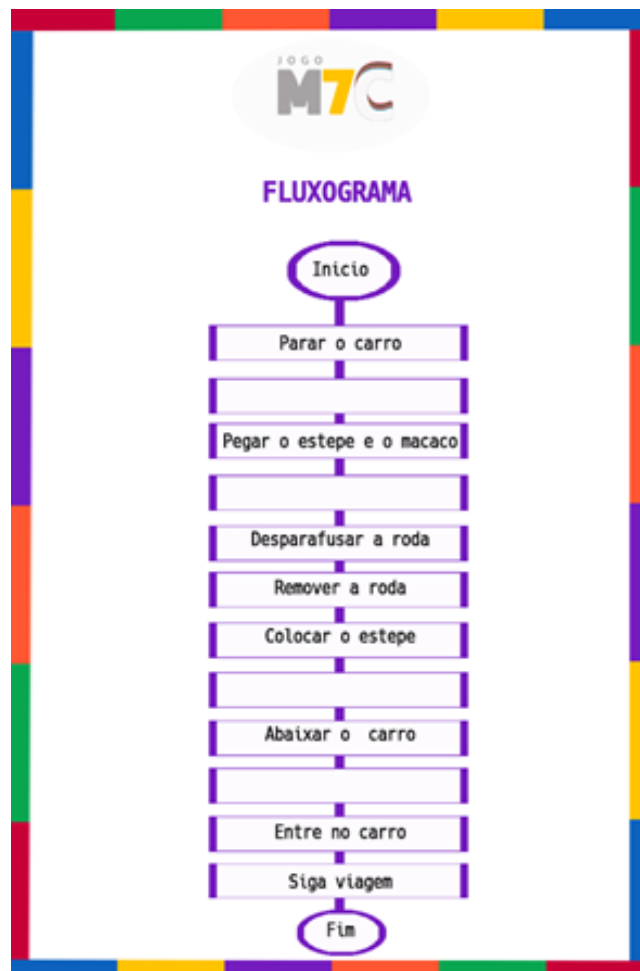 JOGO
M7C
FLUXOGRAMA
Inicio
Parar o carro
Pegar o estepe e o macaco
Desparafusar a roda
Remover a roda
Colocar o estepe
Abaixar o carro
Entre no carro
Siga viagem
Fim